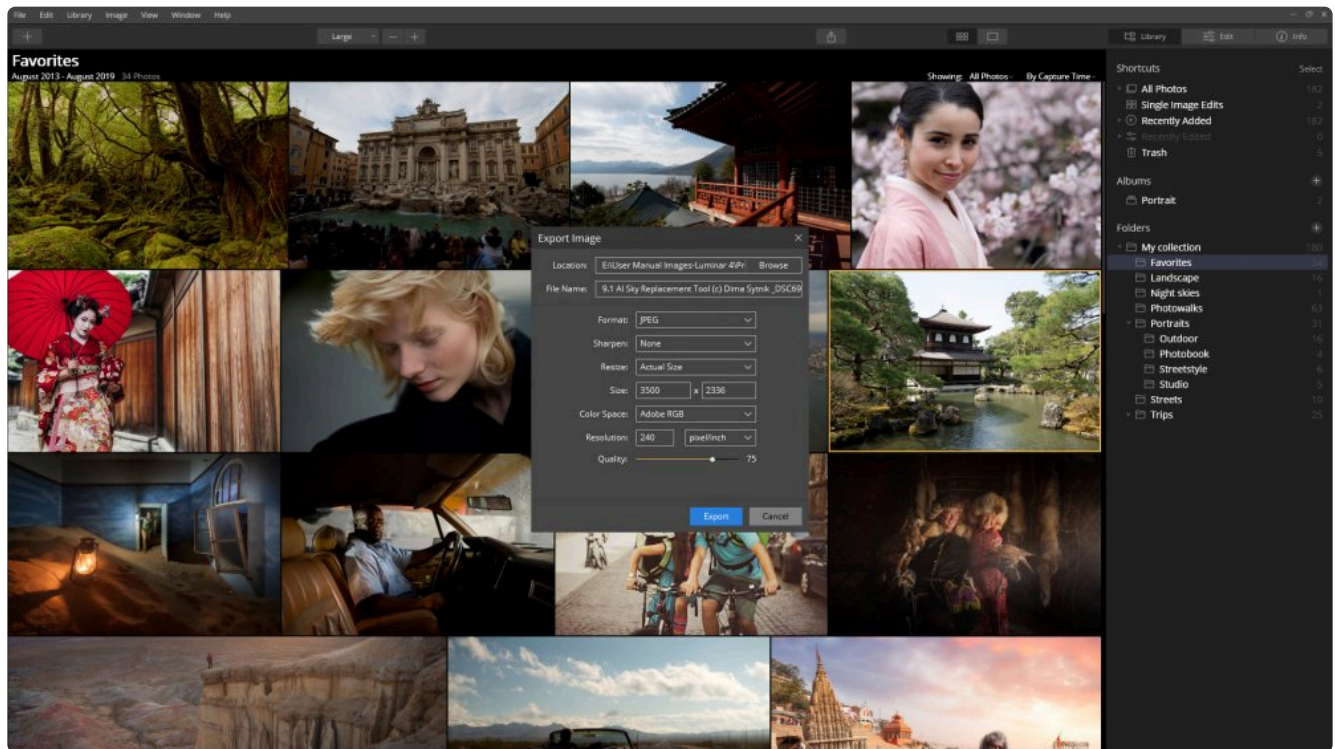 File Edit Library Image View Window Help
Large
Library Edit Info
Favorites
August 2013 - August 2019 34 Photos
Showing: All Photos By Capture Time
Export Image
Location: E:\User Manual Images-Luminar 4\Pr Browse
File Name: 9.1 AI Sky Replacement Tool (c) Dima Sytnik _DSC69
Format: JPEG
Sharpen: None
Resize: Actual Size
Size: 3500 x 2336
Color Space: Adobe RGB
Resolution: 240 pixel/inch
Quality: 75
Export Cancel
Shortcuts Select
All Photos 182
Single Image Edits 2
Recently Added 182
Recently Edited 0
Trash 5
Albums
Portrait 2
Folders
My collection 180
Favorites 34
Landscape 16
Night skies 1
Photowalks 63
Portraits 31
Outdoor 16
Photobook 4
Streetstyle 6
Studio 5
Streets 10
Trips 25